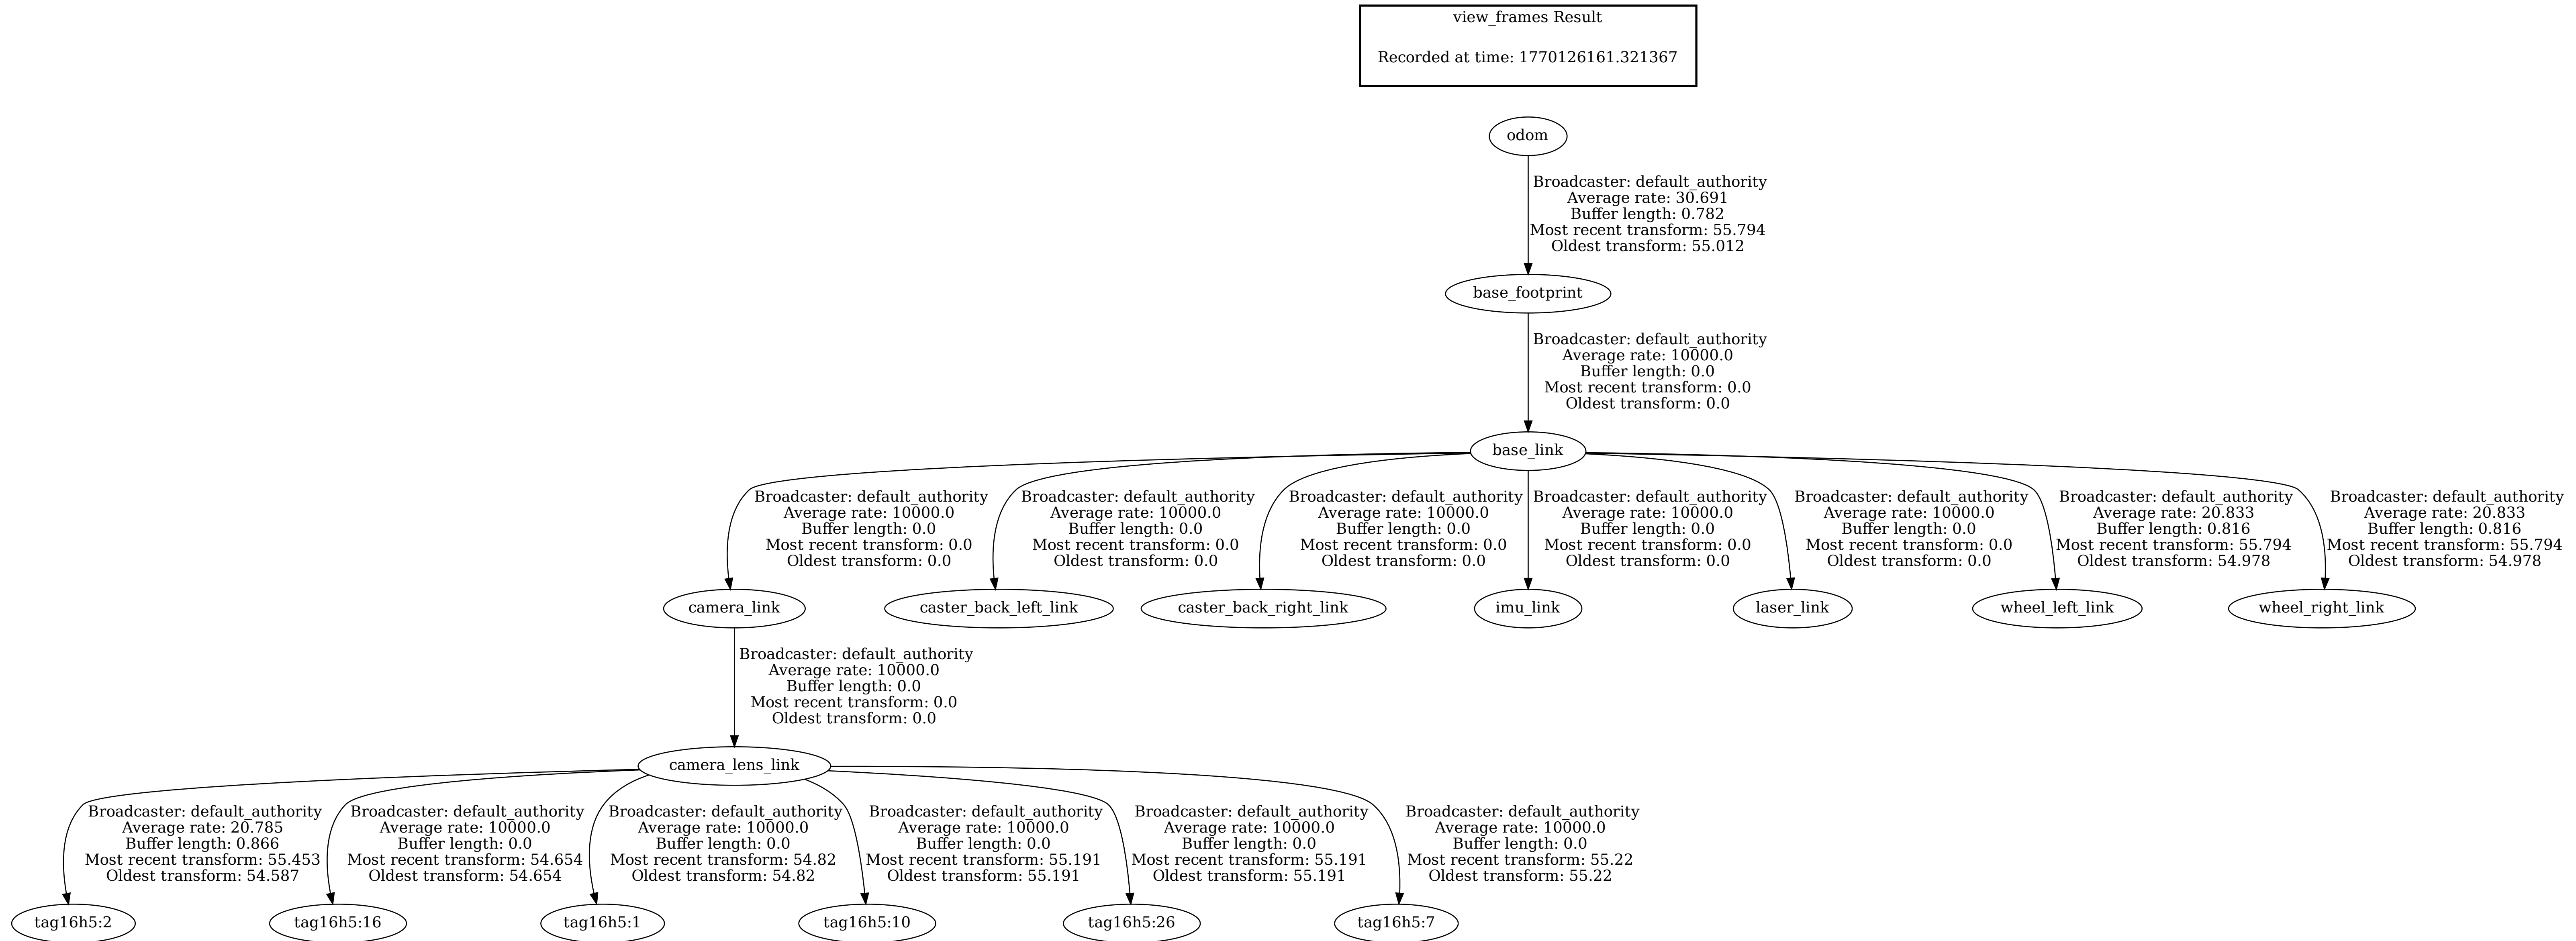 view_frames Result
Recorded at time: 1770126161.321367
odom
Broadcaster: default_authority
Average rate: 30.691
Buffer length: 0.782
Most recent transform: 55.794
Oldest transform: 55.012
base_footprint
Broadcaster: default_authority
Average rate: 10000.0
Buffer length: 0.0
Most recent transform: 0.0
Oldest transform: 0.0
base_link
Broadcaster: default_authority
Average rate: 10000.0
Buffer length: 0.0
Most recent transform: 0.0
Oldest transform: 0.0
Broadcaster: default_authority
Average rate: 10000.0
Buffer length: 0.0
Most recent transform: 0.0
Oldest transform: 0.0
Broadcaster: default_authority
Average rate: 10000.0
Buffer length: 0.0
Most recent transform: 0.0
Oldest transform: 0.0
Broadcaster: default_authority
Average rate: 10000.0
Buffer length: 0.0
Most recent transform: 0.0
Oldest transform: 0.0
Broadcaster: default_authority
Average rate: 10000.0
Buffer length: 0.0
Most recent transform: 0.0
Oldest transform: 0.0
Broadcaster: default_authority
Average rate: 20.833
Buffer length: 0.816
Most recent transform: 55.794
Oldest transform: 54.978
Broadcaster: default_authority
Average rate: 20.833
Buffer length: 0.816
Most recent transform: 55.794
Oldest transform: 54.978
camera_link
caster_back_left_link
caster_back_right_link
imu_link
laser_link
wheel_left_link
wheel_right_link
Broadcaster: default_authority
Average rate: 10000.0
Buffer length: 0.0
Most recent transform: 0.0
Oldest transform: 0.0
camera_lens_link
Broadcaster: default_authority
Average rate: 20.785
Buffer length: 0.866
Most recent transform: 55.453
Oldest transform: 54.587
Broadcaster: default_authority
Average rate: 10000.0
Buffer length: 0.0
Most recent transform: 54.654
Oldest transform: 54.654
Broadcaster: default_authority
Average rate: 10000.0
Buffer length: 0.0
Most recent transform: 54.82
Oldest transform: 54.82
Broadcaster: default_authority
Average rate: 10000.0
Buffer length: 0.0
Most recent transform: 55.191
Oldest transform: 55.191
Broadcaster: default_authority
Average rate: 10000.0
Buffer length: 0.0
Most recent transform: 55.191
Oldest transform: 55.191
Broadcaster: default_authority
Average rate: 10000.0
Buffer length: 0.0
Most recent transform: 55.22
Oldest transform: 55.22
tag16h5:2
tag16h5:16
tag16h5:1
tag16h5:10
tag16h5:26
tag16h5:7